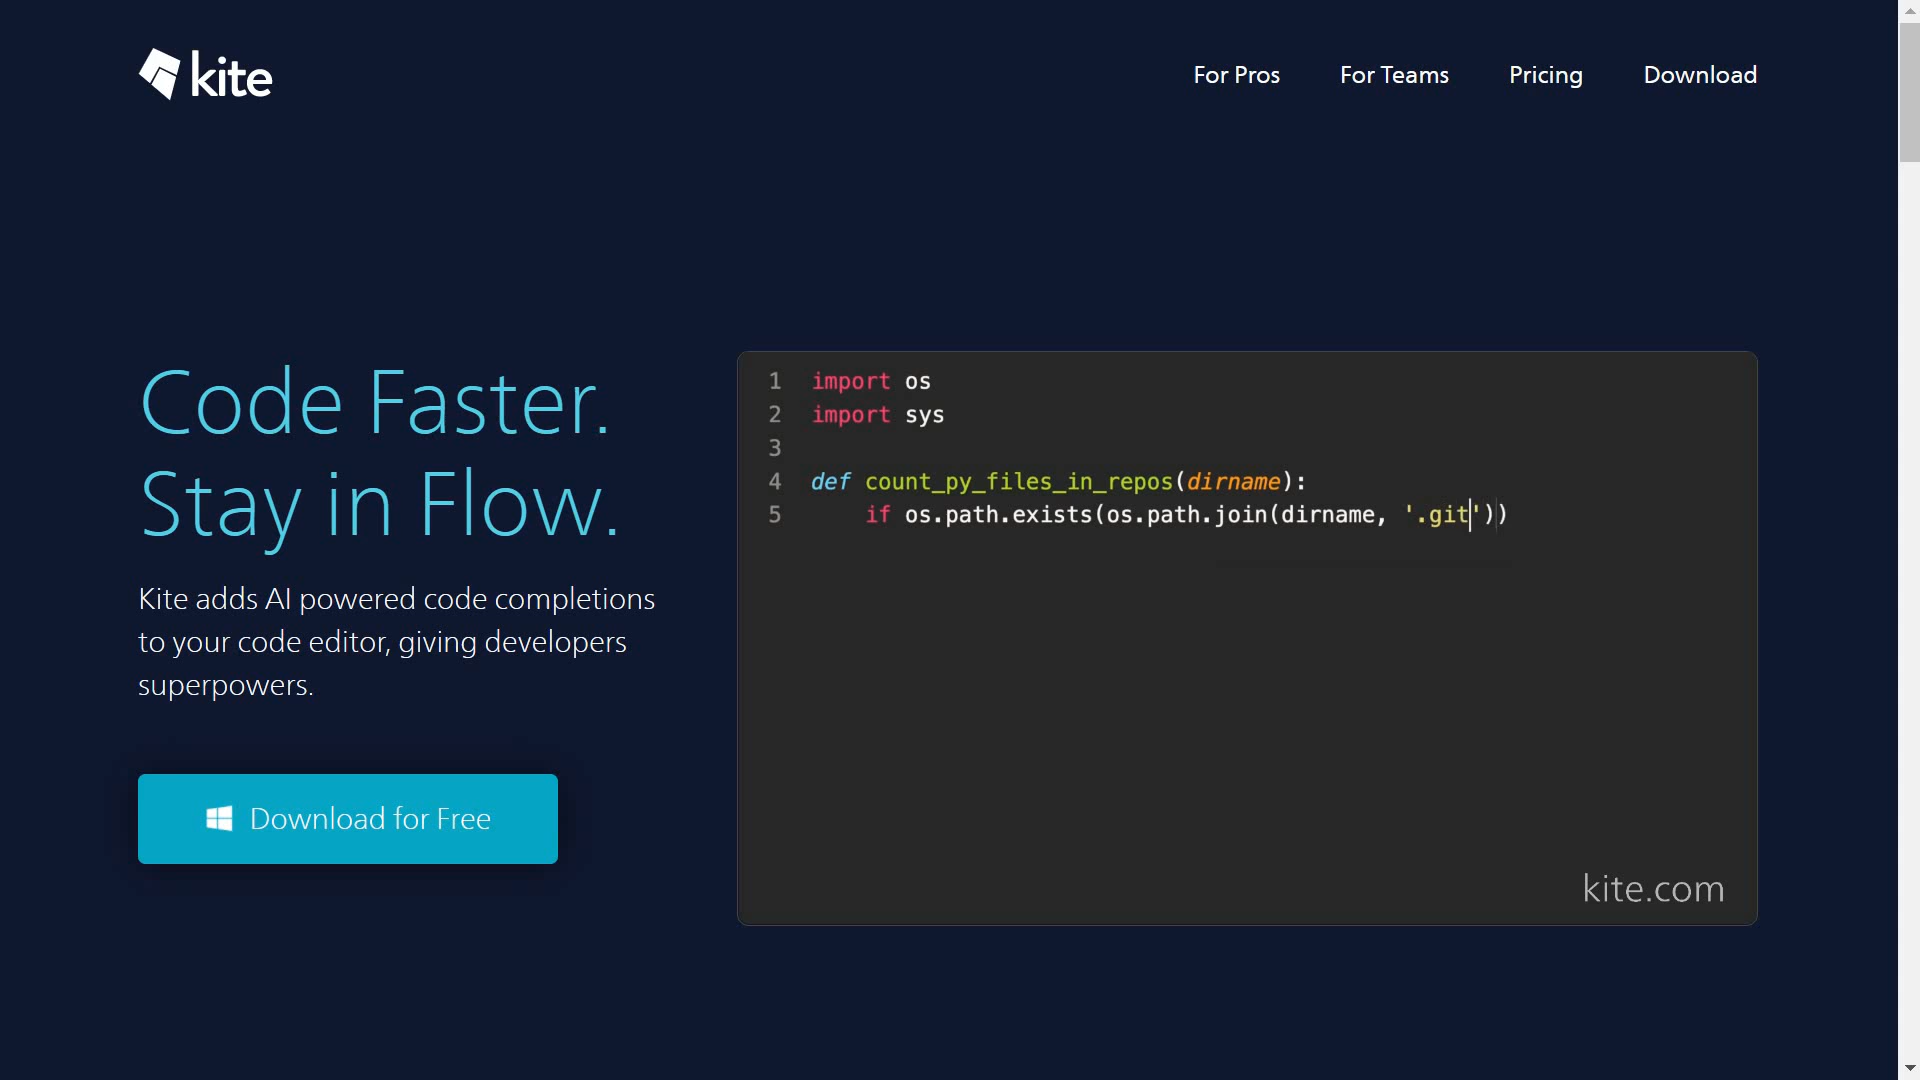 kite
For Pros
For Teams
Pricing
Download
Code Faster.
Stay in Flow.
Kite adds AI powered code completions
to your code editor, giving developers
superpowers.
Download for Free
1 import os
2 import sys
3
4 def count_py_files_in_repos(dirname):
5     if os.path.exists(os.path.join(dirname, '.git'))
kite.com